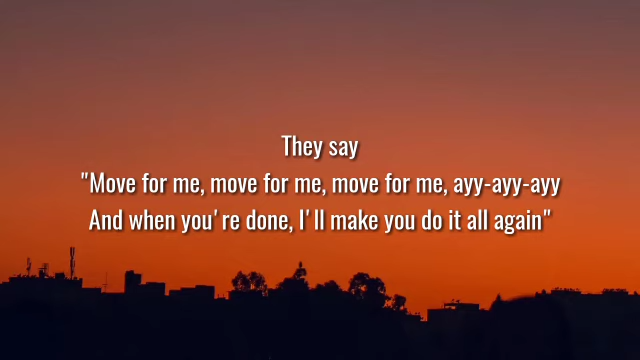 They say
"Move for me, move for me, move for me, ayy-ayy-ayy
And when you're done, I'll make you do it all again"